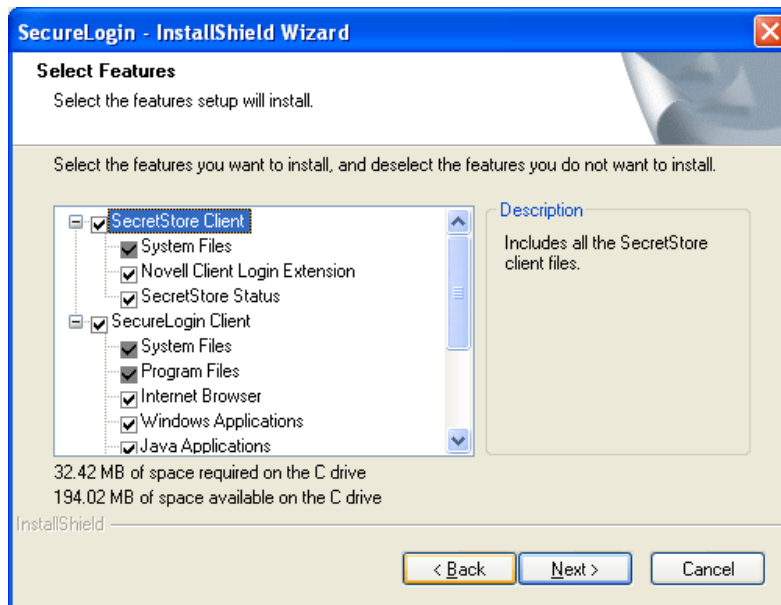 SecureLogin - InstallShield Wizard
Select Features
Select the features setup will install.
Select the features you want to install, and deselect the features you do not want to install.
SecretStore Client
System Files
Novell Client Login Extension
SecretStore Status
SecureLogin Client
System Files
Program Files
Internet Browser
Windows Applications
Java Applications
Description
Includes all the SecretStore
client files.
32.42 MB of space required on the C drive
194.02 MB of space available on the C drive
InstallShield
< Back
Next >
Cancel